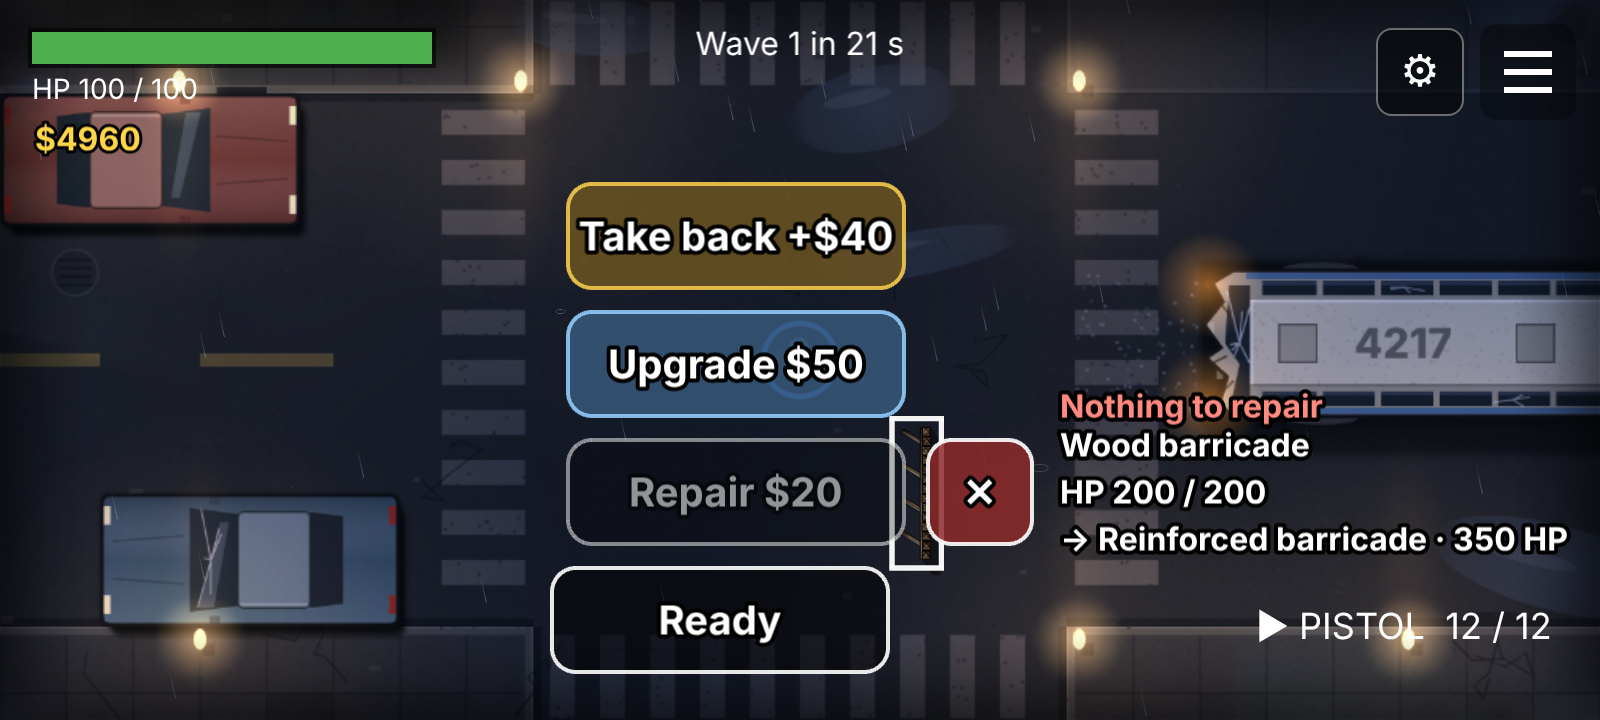 Wave 1 in 21 s
HP 100 / 100
$4960
Take back +$40
Upgrade $50
Repair $20
Ready
×
4217
Nothing to repair
Wood barricade
HP 200 / 200
→ Reinforced barricade · 350 HP
▶ PISTOL 12 / 12